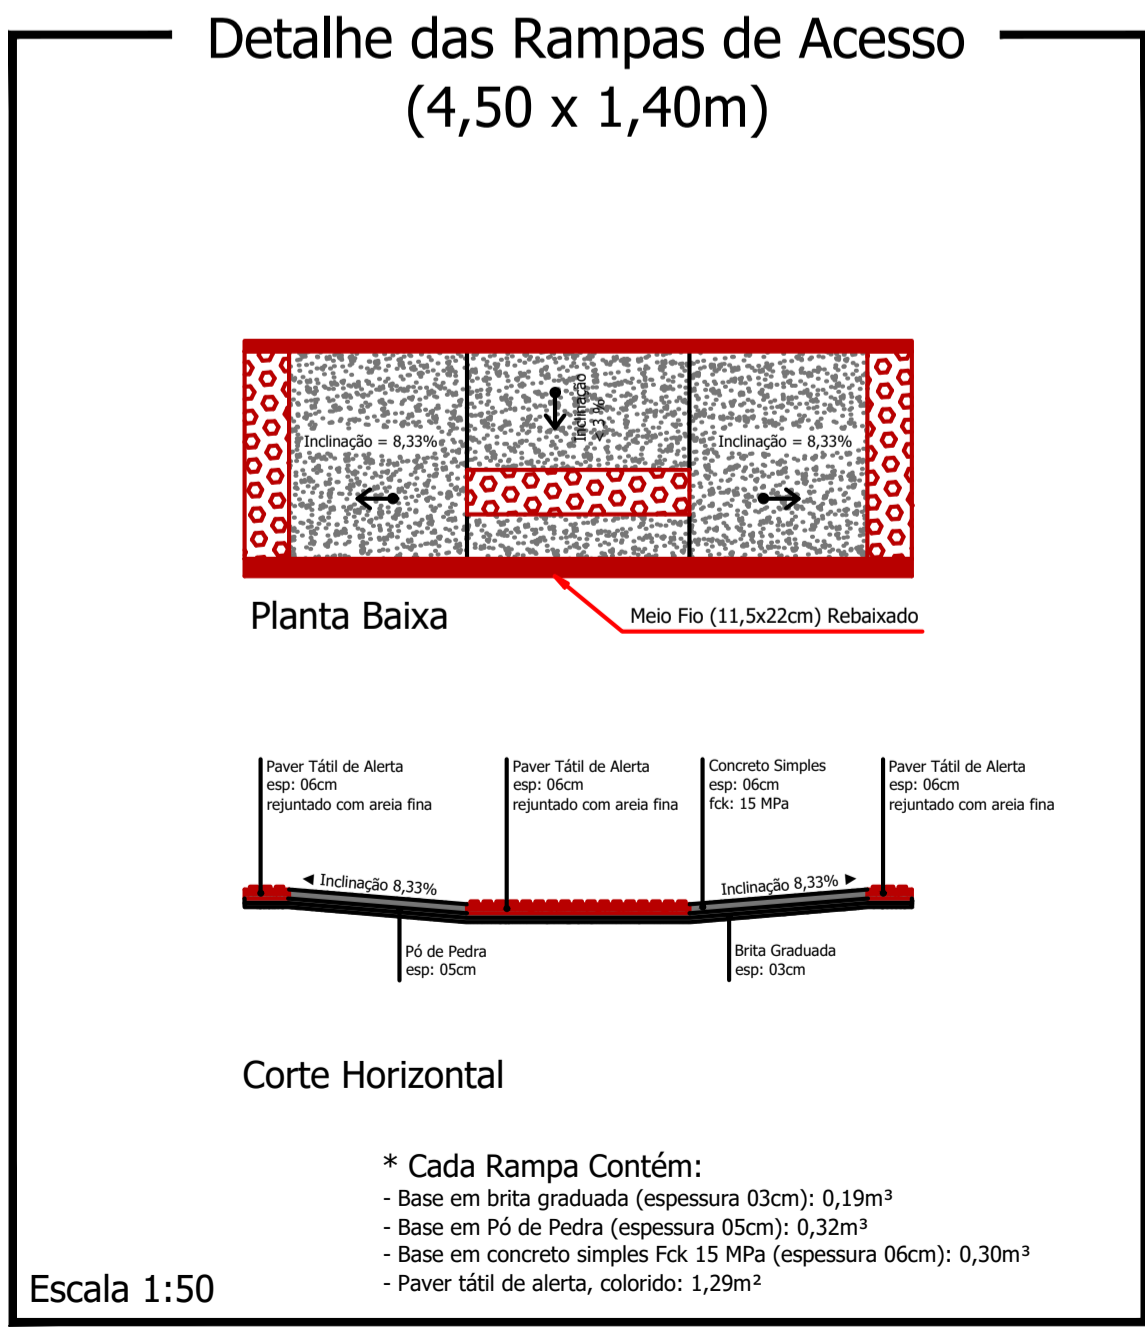 Detalhe das Rampas de Acesso
(4,50 x 1,40m)
Inclinação
< 3 %
Inclinação = 8,33%
Inclinação = 8,33%
Planta Baixa
Meio Fio (11,5x22cm) Rebaixado
Paver Tátil de Alerta
esp: 06cm
rejuntado com areia fina
Paver Tátil de Alerta
esp: 06cm
rejuntado com areia fina
Concreto Simples
esp: 06cm
fck: 15 MPa
Paver Tátil de Alerta
esp: 06cm
rejuntado com areia fina
Inclinação 8,33%
Inclinação 8,33%
Pó de Pedra
esp: 05cm
Brita Graduada
esp: 03cm
Corte Horizontal
* Cada Rampa Contém:
- Base em brita graduada (espessura 03cm): 0,19m³
- Base em Pó de Pedra (espessura 05cm): 0,32m³
- Base em concreto simples Fck 15 MPa (espessura 06cm): 0,30m³
- Paver tátil de alerta, colorido: 1,29m²
Escala 1:50